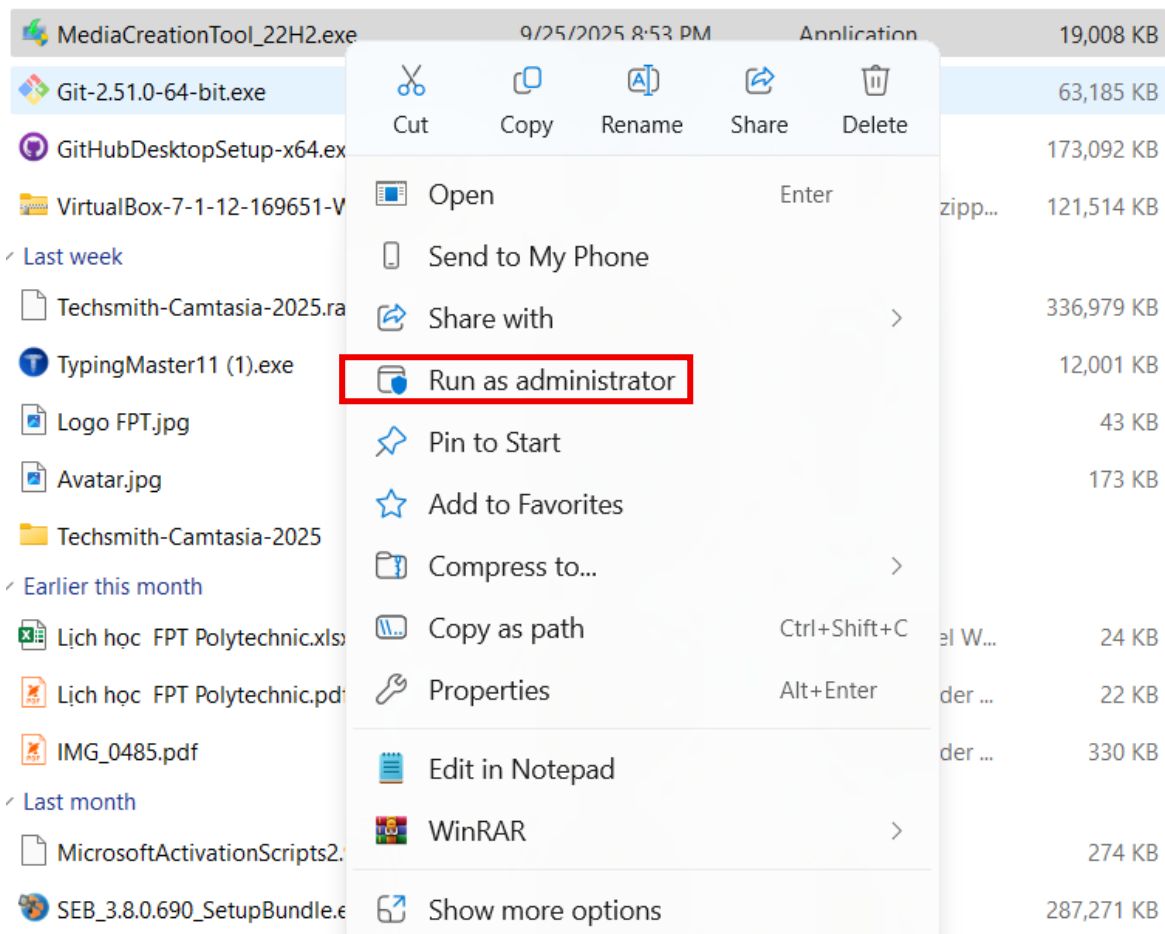 MediaCreationTool_22H2.exe 9/25/2025 8:53 PM Application 19,008 KB
Cut Copy Rename Share Delete
Git-2.51.0-64-bit.exe 63,185 KB
GitHubDesktopSetup-x64.ex 173,092 KB
VirtualBox-7-1-12-169651-W zipp... 121,514 KB
Last week
Techsmith-Camtasia-2025.ra 336,979 KB
TypingMaster11 (1).exe 12,001 KB
Logo FPT.jpg 43 KB
Avatar.jpg 173 KB
Techsmith-Camtasia-2025
Earlier this month
Lịch học FPT Polytechnic.xlsx el W... 24 KB
Lịch học FPT Polytechnic.pdf der ... 22 KB
IMG_0485.pdf der ... 330 KB
Last month
MicrosoftActivationScripts2. 274 KB
SEB_3.8.0.690_SetupBundle.e 287,271 KB
Open Enter
Send to My Phone
Share with
Run as administrator
Pin to Start
Add to Favorites
Compress to...
Copy as path Ctrl+Shift+C
Properties Alt+Enter
Edit in Notepad
WinRAR
Show more options